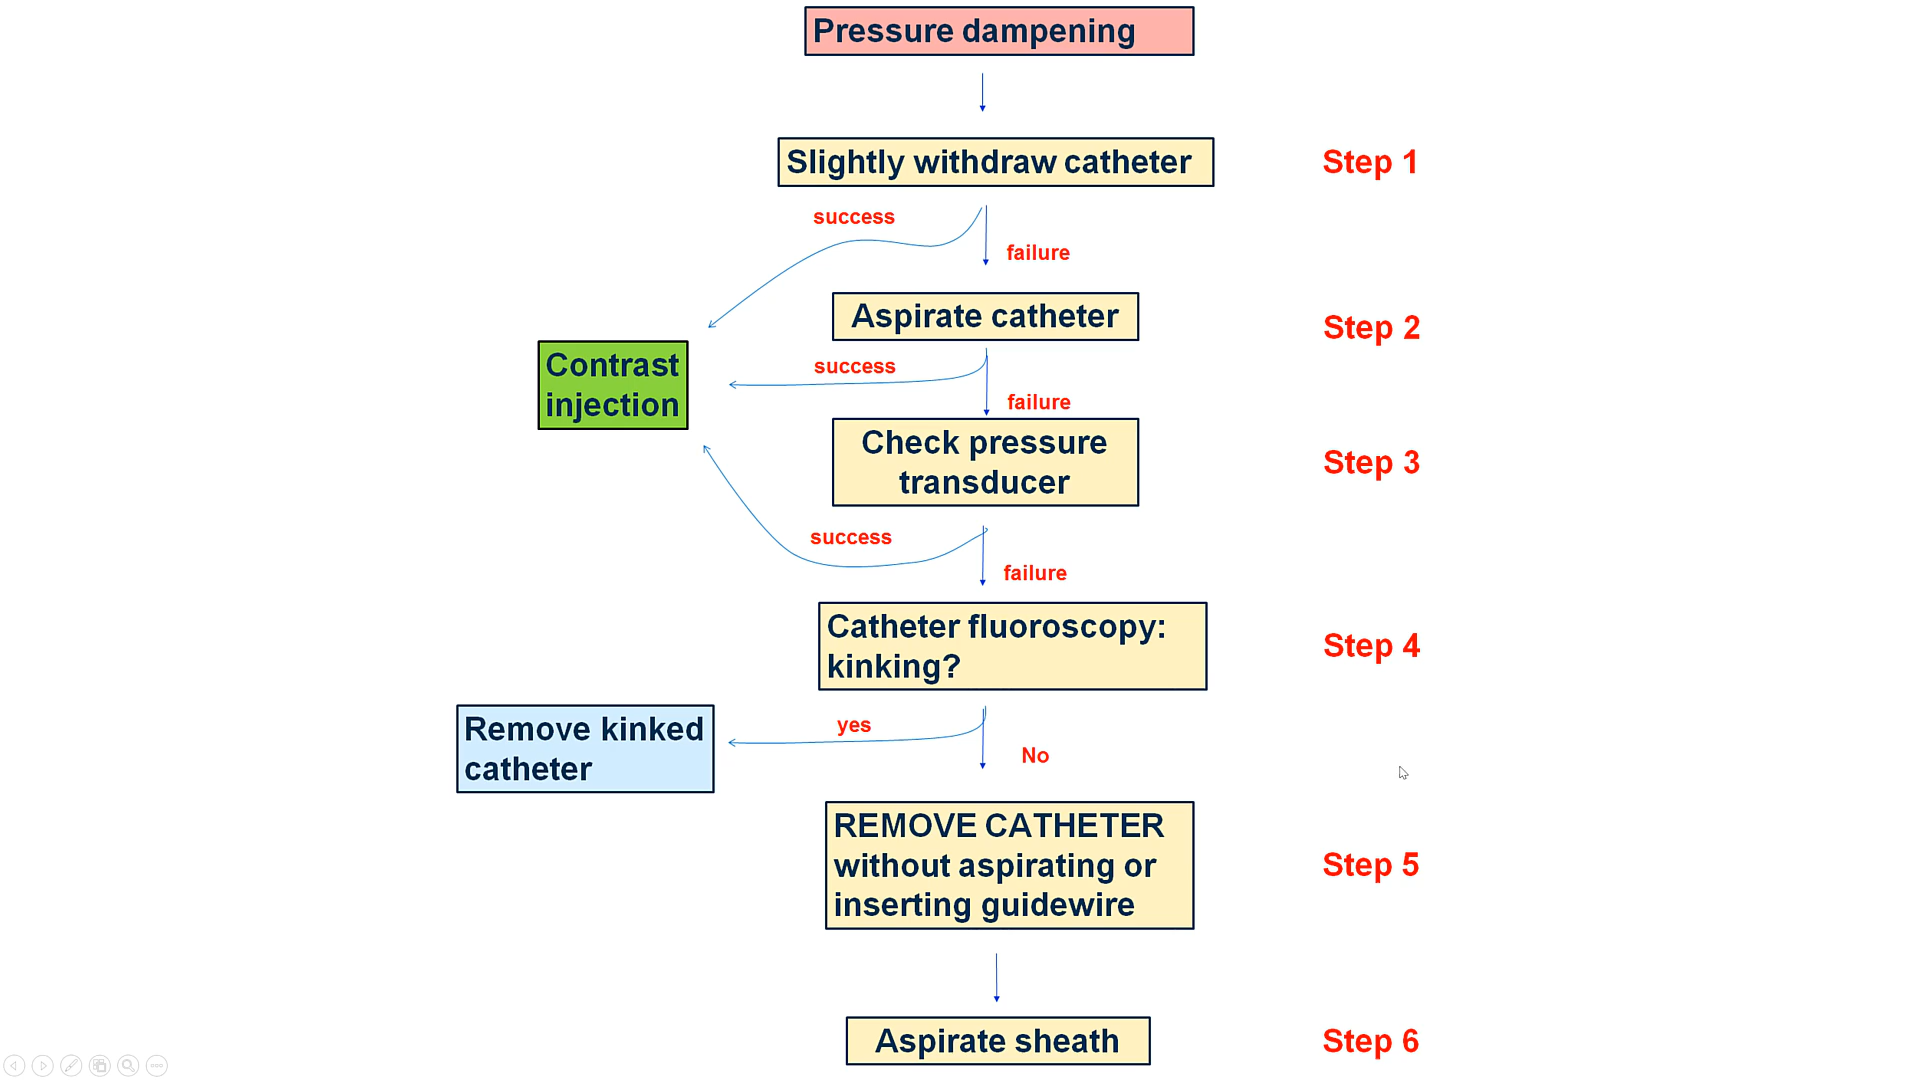 Pressure dampening
Slightly withdraw catheter
Step 1
success
failure
Aspirate catheter
Step 2
Contrast
injection
success
failure
Check pressure
transducer
Step 3
success
failure
Catheter fluoroscopy:
kinking?
Step 4
Remove kinked
catheter
yes
No
REMOVE CATHETER
without aspirating or
inserting guidewire
Step 5
Aspirate sheath
Step 6